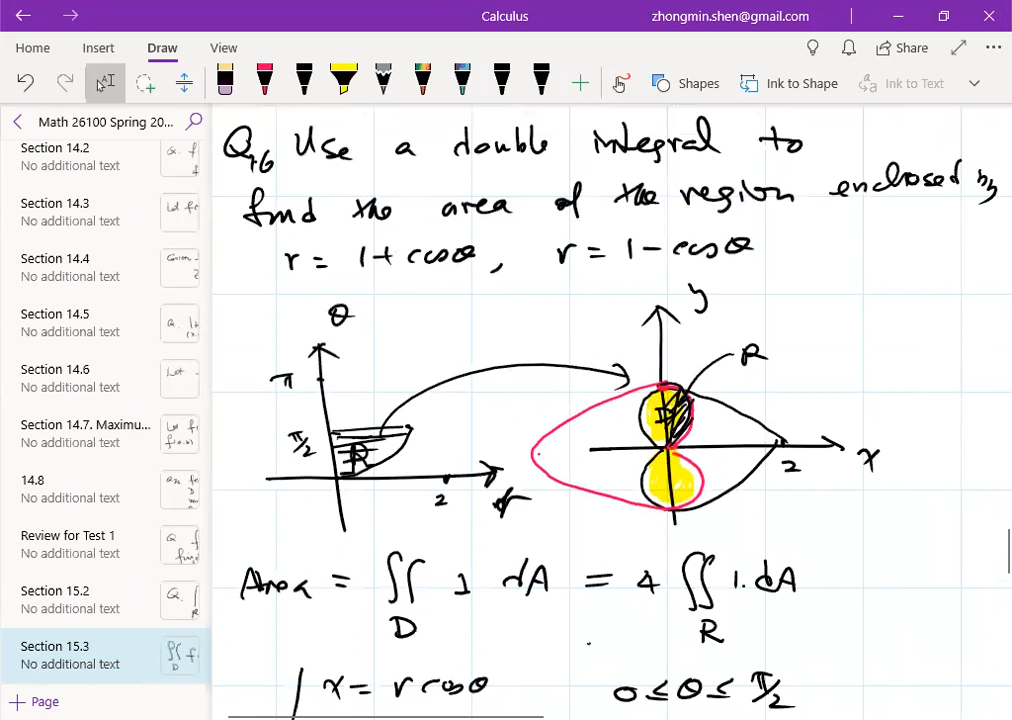 Calculus
zhongmin.shen@gmail.com
Home Insert Draw View
Share
Shapes
Ink to Shape
Ink to Text
Math 26100 Spring 20...
Section 14.2
No additional text
Section 14.3
No additional text
Section 14.4
No additional text
Section 14.5
No additional text
Section 14.6
No additional text
Section 14.7. Maximu...
No additional text
14.8
No additional text
Review for Test 1
No additional text
Section 15.2
No additional text
Section 15.3
No additional text
+ Page
Q46 Use a double integral to
find the area of the region enclosed by
r = 1 + cosθ, r = 1 - cosθ
θ
π
π/2
R
2
r
y
R
D
2
x
Area = ∬ 1 dA = 4 ∬ 1. dA
D R
x = r cosθ 0 ≤ θ ≤ π/2